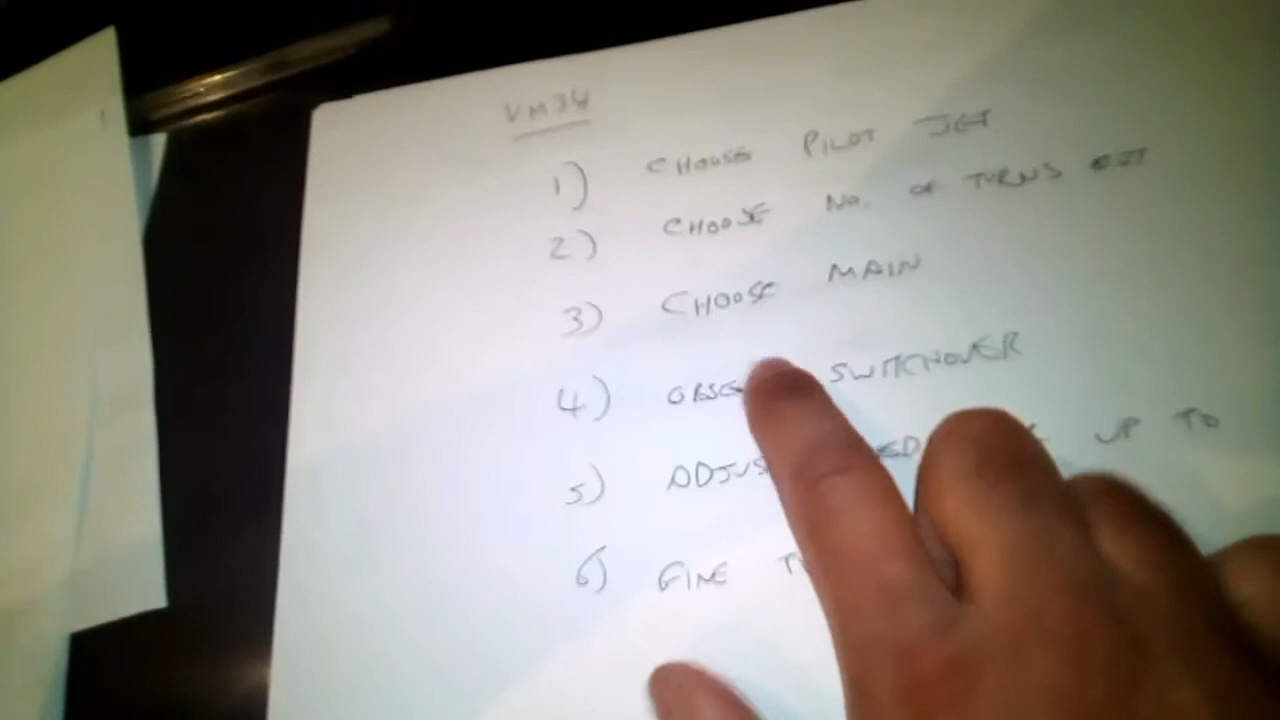 VM34
1) CHOOSE PILOT JET
2) CHOOSE NO. OF TURNS OUT
3) CHOOSE MAIN
4) SWITCHOVER
5) UP TO
6) FINE